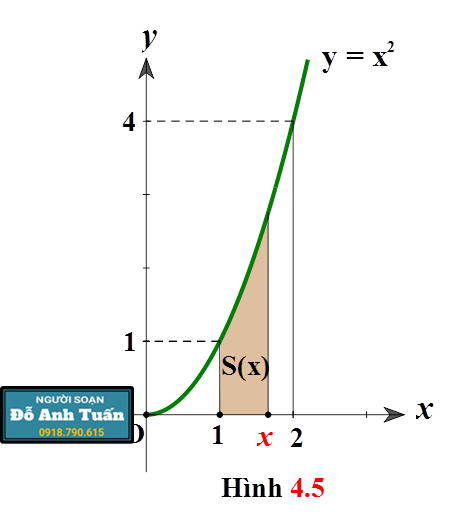 y
y = x²
4
1
S(x)
NGƯỜI SOẠN
Đỗ Anh Tuấn
0918.790.615
O
1
x
2
x
Hình 4.5